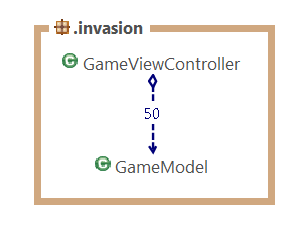 .invasion
C GameViewController
50
C GameModel